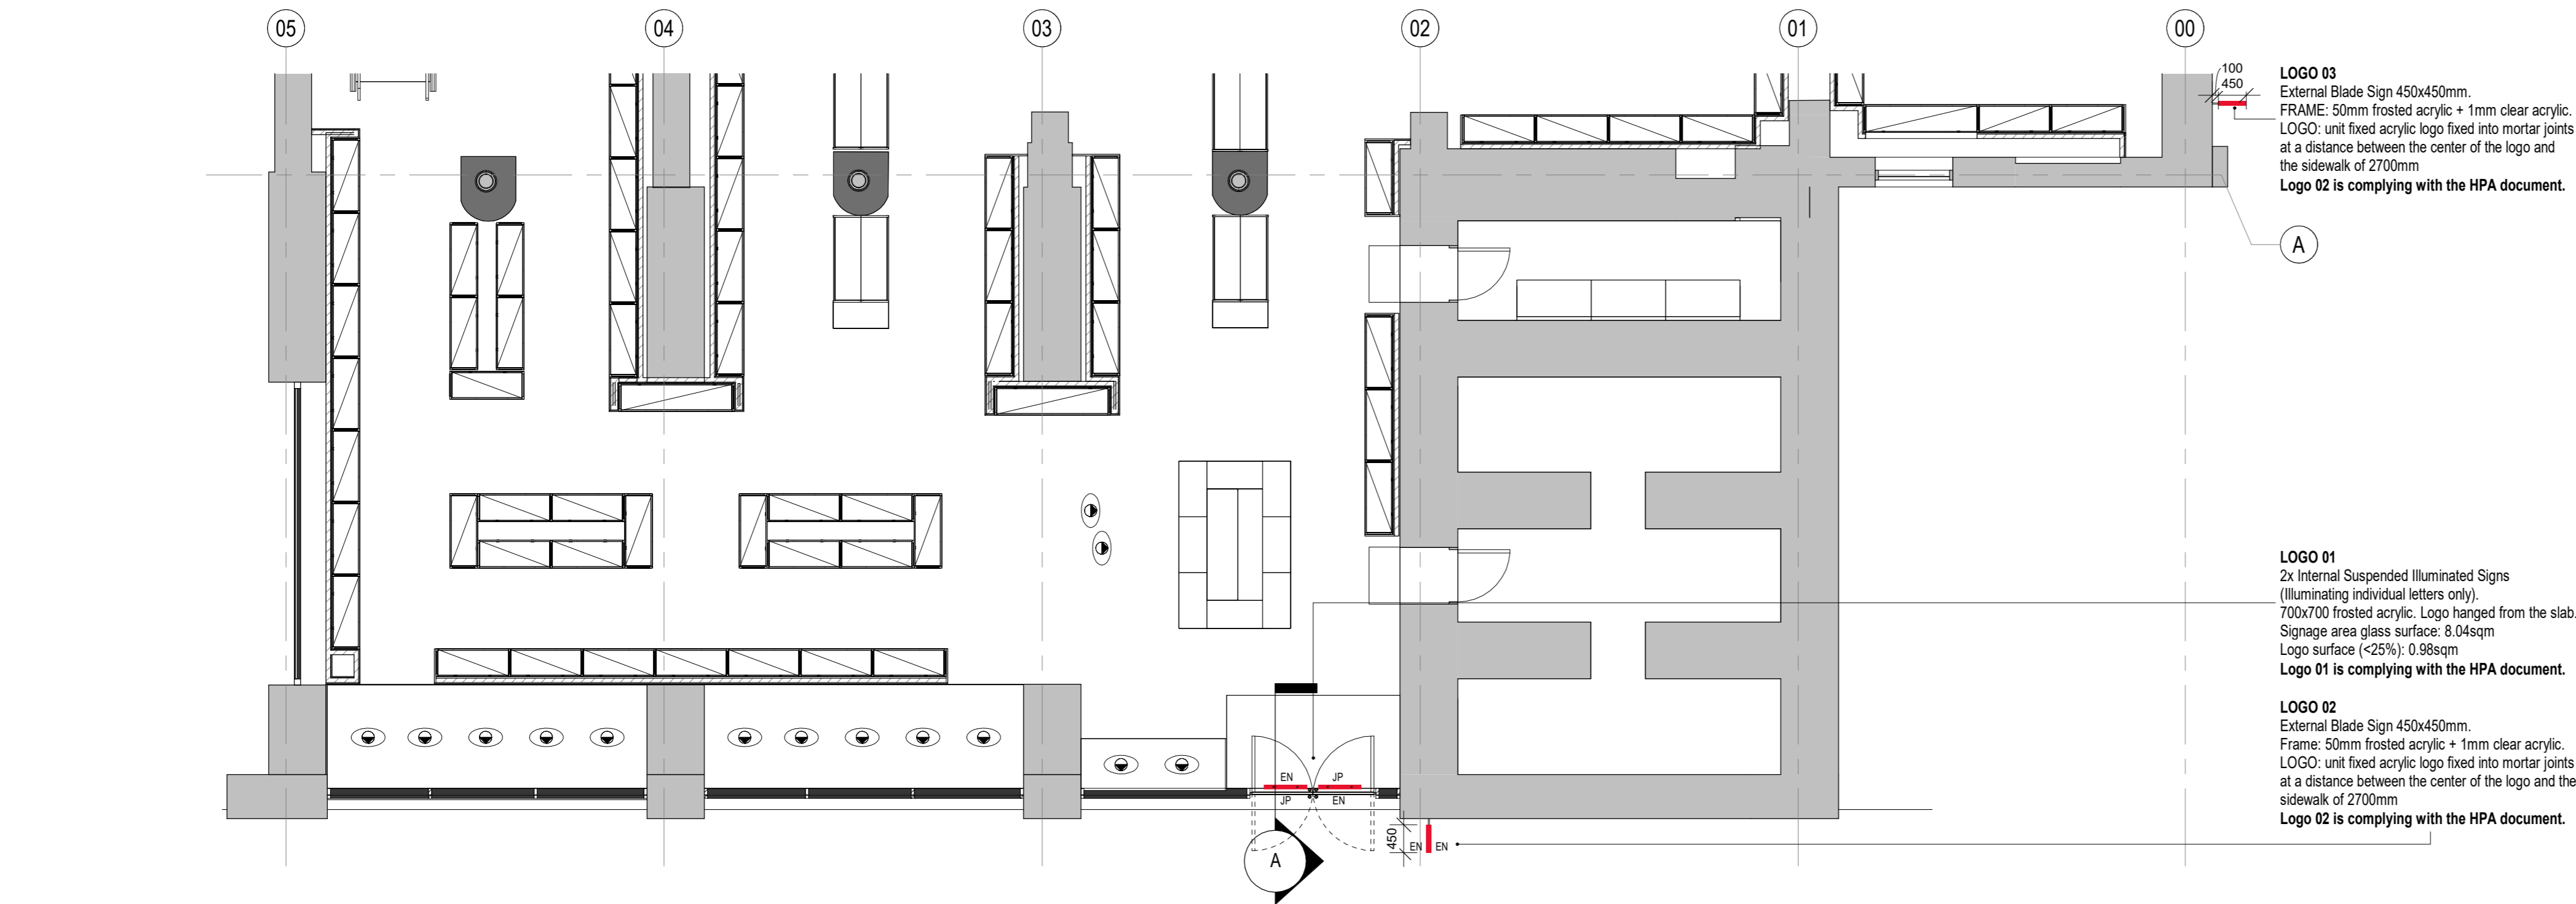 05
04
03
02
01
00
100
450
LOGO 03
External Blade Sign 450x450mm.
FRAME: 50mm frosted acrylic + 1mm clear acrylic.
LOGO: unit fixed acrylic logo fixed into mortar joints
at a distance between the center of the logo and
the sidewalk of 2700mm
Logo 02 is complying with the HPA document.
A
LOGO 01
2x Internal Suspended Illuminated Signs
(Illuminating individual letters only).
700x700 frosted acrylic. Logo hanged from the slab.
Signage area glass surface: 8.04sqm
Logo surface (<25%): 0.98sqm
Logo 01 is complying with the HPA document.
LOGO 02
External Blade Sign 450x450mm.
Frame: 50mm frosted acrylic + 1mm clear acrylic.
LOGO: unit fixed acrylic logo fixed into mortar joints
at a distance between the center of the logo and the
sidewalk of 2700mm
Logo 02 is complying with the HPA document.
EN JP
JP EN
450
EN EN
A